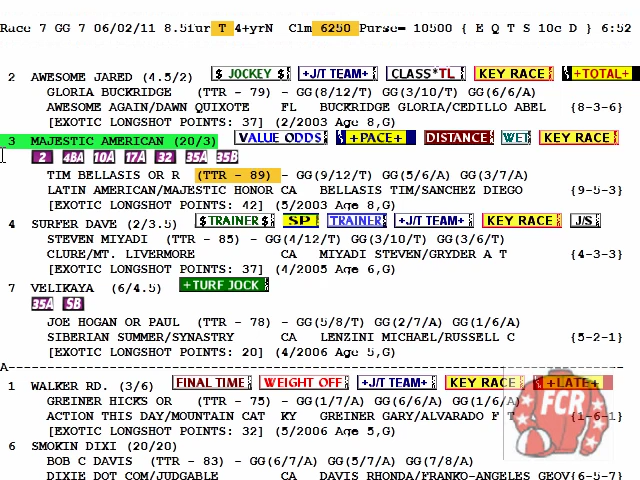 Race 7 GG 7 06/02/11 8.5fur T 4+yrN Clm 6250 Purse= 10500 { E Q T S 10c D } 6:52
2 AWESOME JARED (4.5/2) $ JOCKEY $ +J/T TEAM+ CLASS*TL KEY RACE +TOTAL+
GLORIA BUCKRIDGE (TTR - 79) - GG(8/12/T) GG(3/10/T) GG(6/6/A)
AWESOME AGAIN/DAWN QUIXOTE FL BUCKRIDGE GLORIA/CEDILLO ABEL {8-3-6}
[EXOTIC LONGSHOT POINTS: 37] (2/2003 Age 8,G)
3 MAJESTIC AMERICAN (20/3) VALUE ODDS +PACE+ DISTANCE WET KEY RACE
2 4BA 10A 17A 32 35A 35B
TIM BELLASIS OR R (TTR - 89) - GG(9/12/T) GG(5/6/A) GG(3/7/A)
LATIN AMERICAN/MAJESTIC HONOR CA BELLASIS TIM/SANCHEZ DIEGO {9-5-3}
[EXOTIC LONGSHOT POINTS: 42] (5/2003 Age 8,G)
4 SURFER DAVE (2/3.5) $TRAINER$ SP TRAINER +J/T TEAM+ KEY RACE J/S
STEVEN MIYADI (TTR - 85) - GG(4/12/T) GG(3/10/T) GG(3/6/T)
CLURE/MT. LIVERMORE CA MIYADI STEVEN/GRYDER A T {4-3-3}
[EXOTIC LONGSHOT POINTS: 37] (4/2005 Age 6,G)
7 VELIKAYA (6/4.5) +TURF JOCK
35A SB
JOE HOGAN OR PAUL (TTR - 78) - GG(5/8/T) GG(2/7/A) GG(1/6/A)
SIBERIAN SUMMER/SYNASTRY CA LENZINI MICHAEL/RUSSELL C {5-2-1}
[EXOTIC LONGSHOT POINTS: 20] (4/2006 Age 5,G)
A
1 WALKER RD. (3/6) FINAL TIME WEIGHT OFF +J/T TEAM+ KEY RACE +LATE+
GREINER HICKS OR (TTR - 75) - GG(1/7/A) GG(6/6/A) GG(6/6/A)
ACTION THIS DAY/MOUNTAIN CAT KY GREINER GARY/ALVARADO F T {1-6-1}
[EXOTIC LONGSHOT POINTS: 32] (5/2006 Age 5,G)
FCR
6 SMOKIN DIXI (20/20)
BOB C DAVIS (TTR - 83) - GG(6/7/A) GG(5/7/A) GG(7/8/A)
DIXIE DOT COM/JUDGABLE CA DAVIS RHONDA/FRANKO-ANGELES GEOV{6-5-7}